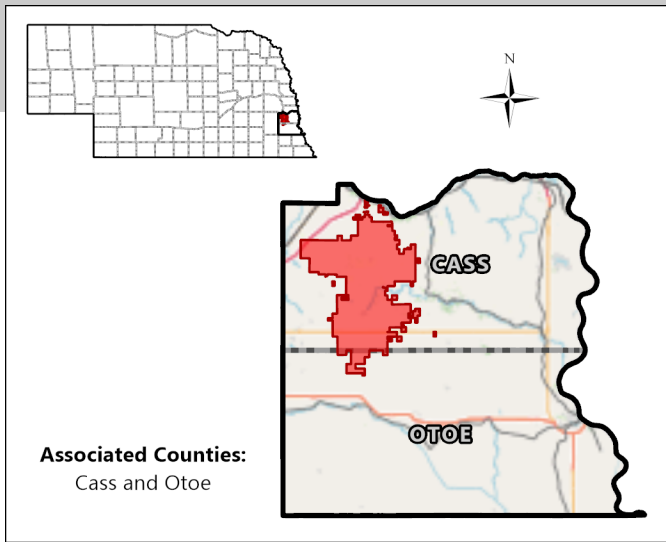 N
CASS
OTOE
Associated Counties:
Cass and Otoe